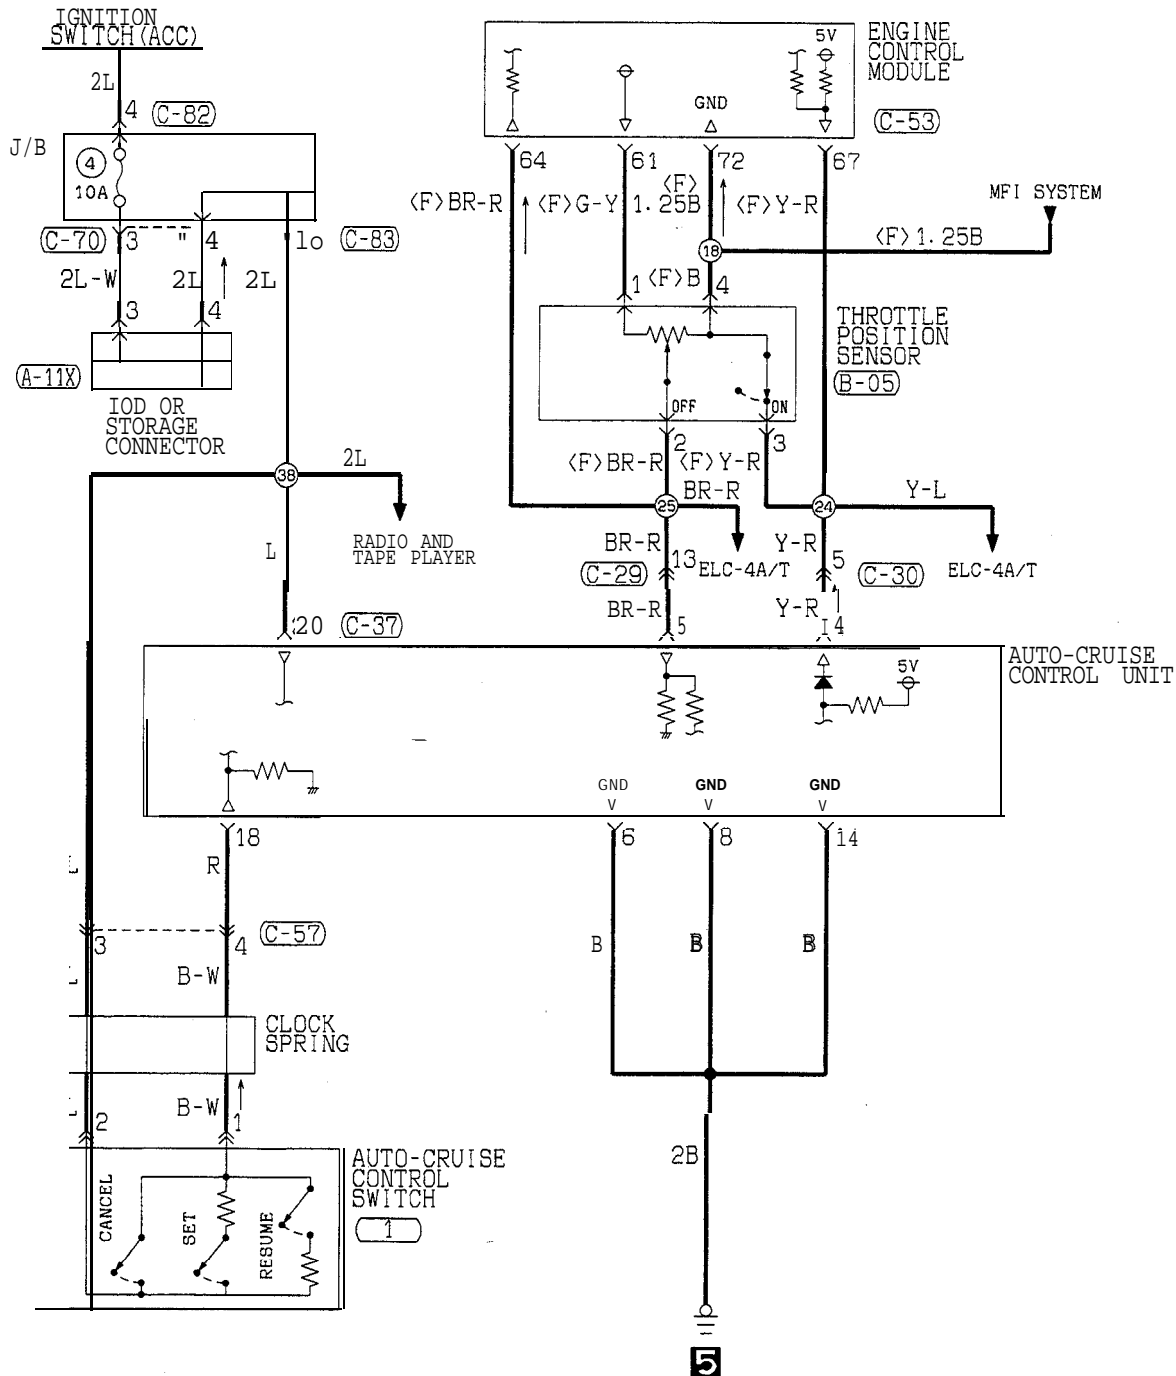 IGNITION
SWITCH(ACC)
2L
4
C-82
J/B
4
10A
C-70
3
"
4
lo
C-83
2L-W
2L
2L
3
4
A-11X
IOD OR
STORAGE
CONNECTOR
5V
ENGINE
CONTROL
MODULE
GND
C-53
64
61
72
67
<F>BR-R
<F>G-Y
<F>
1.25B
<F>Y-R
MFI SYSTEM
18
<F>1.25B
1
<F>B
4
THROTTLE
POSITION
SENSOR
B-05
OFF
ON
2
3
<F>BR-R
<F>Y-R
38
2L
RADIO AND
TAPE PLAYER
L
25
BR-R
24
Y-L
BR-R
13
ELC-4A/T
Y-R
5
ELC-4A/T
C-29
C-30
BR-R
Y-R
20
C-37
5
I4
AUTO-CRUISE
CONTROL UNIT
5V
GND
GND
GND
V
V
V
18
6
8
14
L
R
3
4
C-57
B
B
B
L
B-W
CLOCK
SPRING
L
B-W
2
1
2B
AUTO-CRUISE
CONTROL
SWITCH
1
CANCEL
SET
RESUME
5